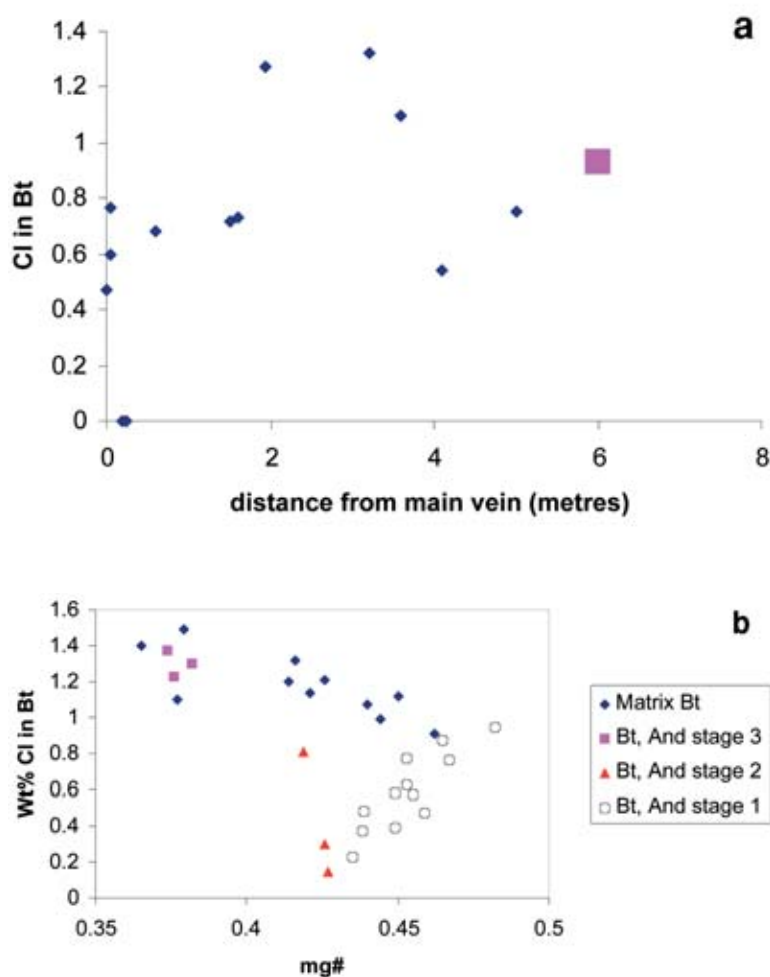 a
1.4
1.2
1
0.8
0.6
0.4
0.2
0
Cl in Bt
0 2 4 6 8
distance from main vein (metres)
b
1.6
1.4
1.2
1
0.8
0.6
0.4
0.2
0
Wt% Cl in Bt
0.35 0.4 0.45 0.5
mg#
Matrix Bt
Bt, And stage 3
Bt, And stage 2
Bt, And stage 1